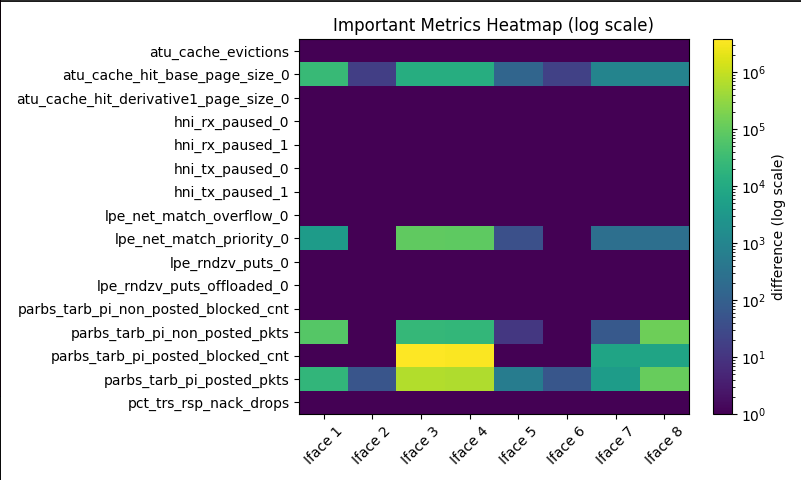 Important Metrics Heatmap (log scale)
atu_cache_evictions
atu_cache_hit_base_page_size_0
atu_cache_hit_derivative1_page_size_0
hni_rx_paused_0
hni_rx_paused_1
hni_tx_paused_0
hni_tx_paused_1
lpe_net_match_overflow_0
lpe_net_match_priority_0
lpe_rndzv_puts_0
lpe_rndzv_puts_offloaded_0
parbs_tarb_pi_non_posted_blocked_cnt
parbs_tarb_pi_non_posted_pkts
parbs_tarb_pi_posted_blocked_cnt
parbs_tarb_pi_posted_pkts
pct_trs_rsp_nack_drops
Iface 1
Iface 2
Iface 3
Iface 4
Iface 5
Iface 6
Iface 7
Iface 8
10⁶
10⁵
10⁴
10³
10²
10¹
10⁰
difference (log scale)